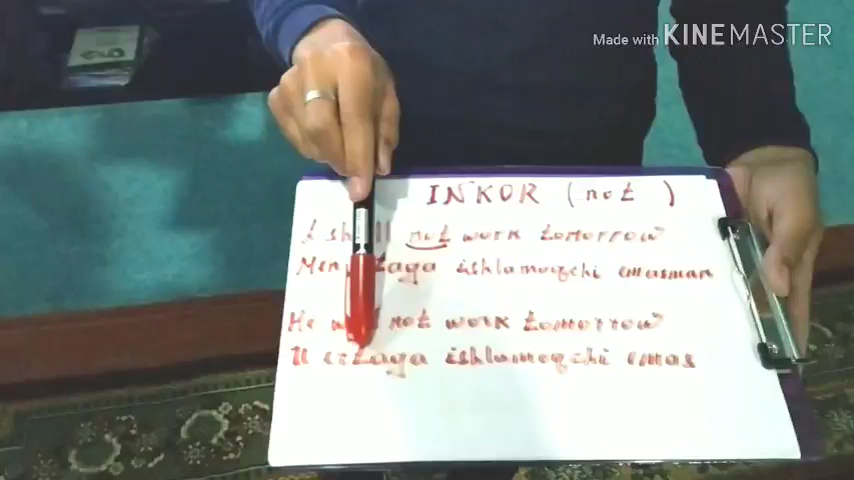 Made with KINEMASTER
INKOR (not)
I shall not work tomorrow
Men ertaga ishlamoqchi emasman
He will not work tomorrow
U ertaga ishlamoqchi emas